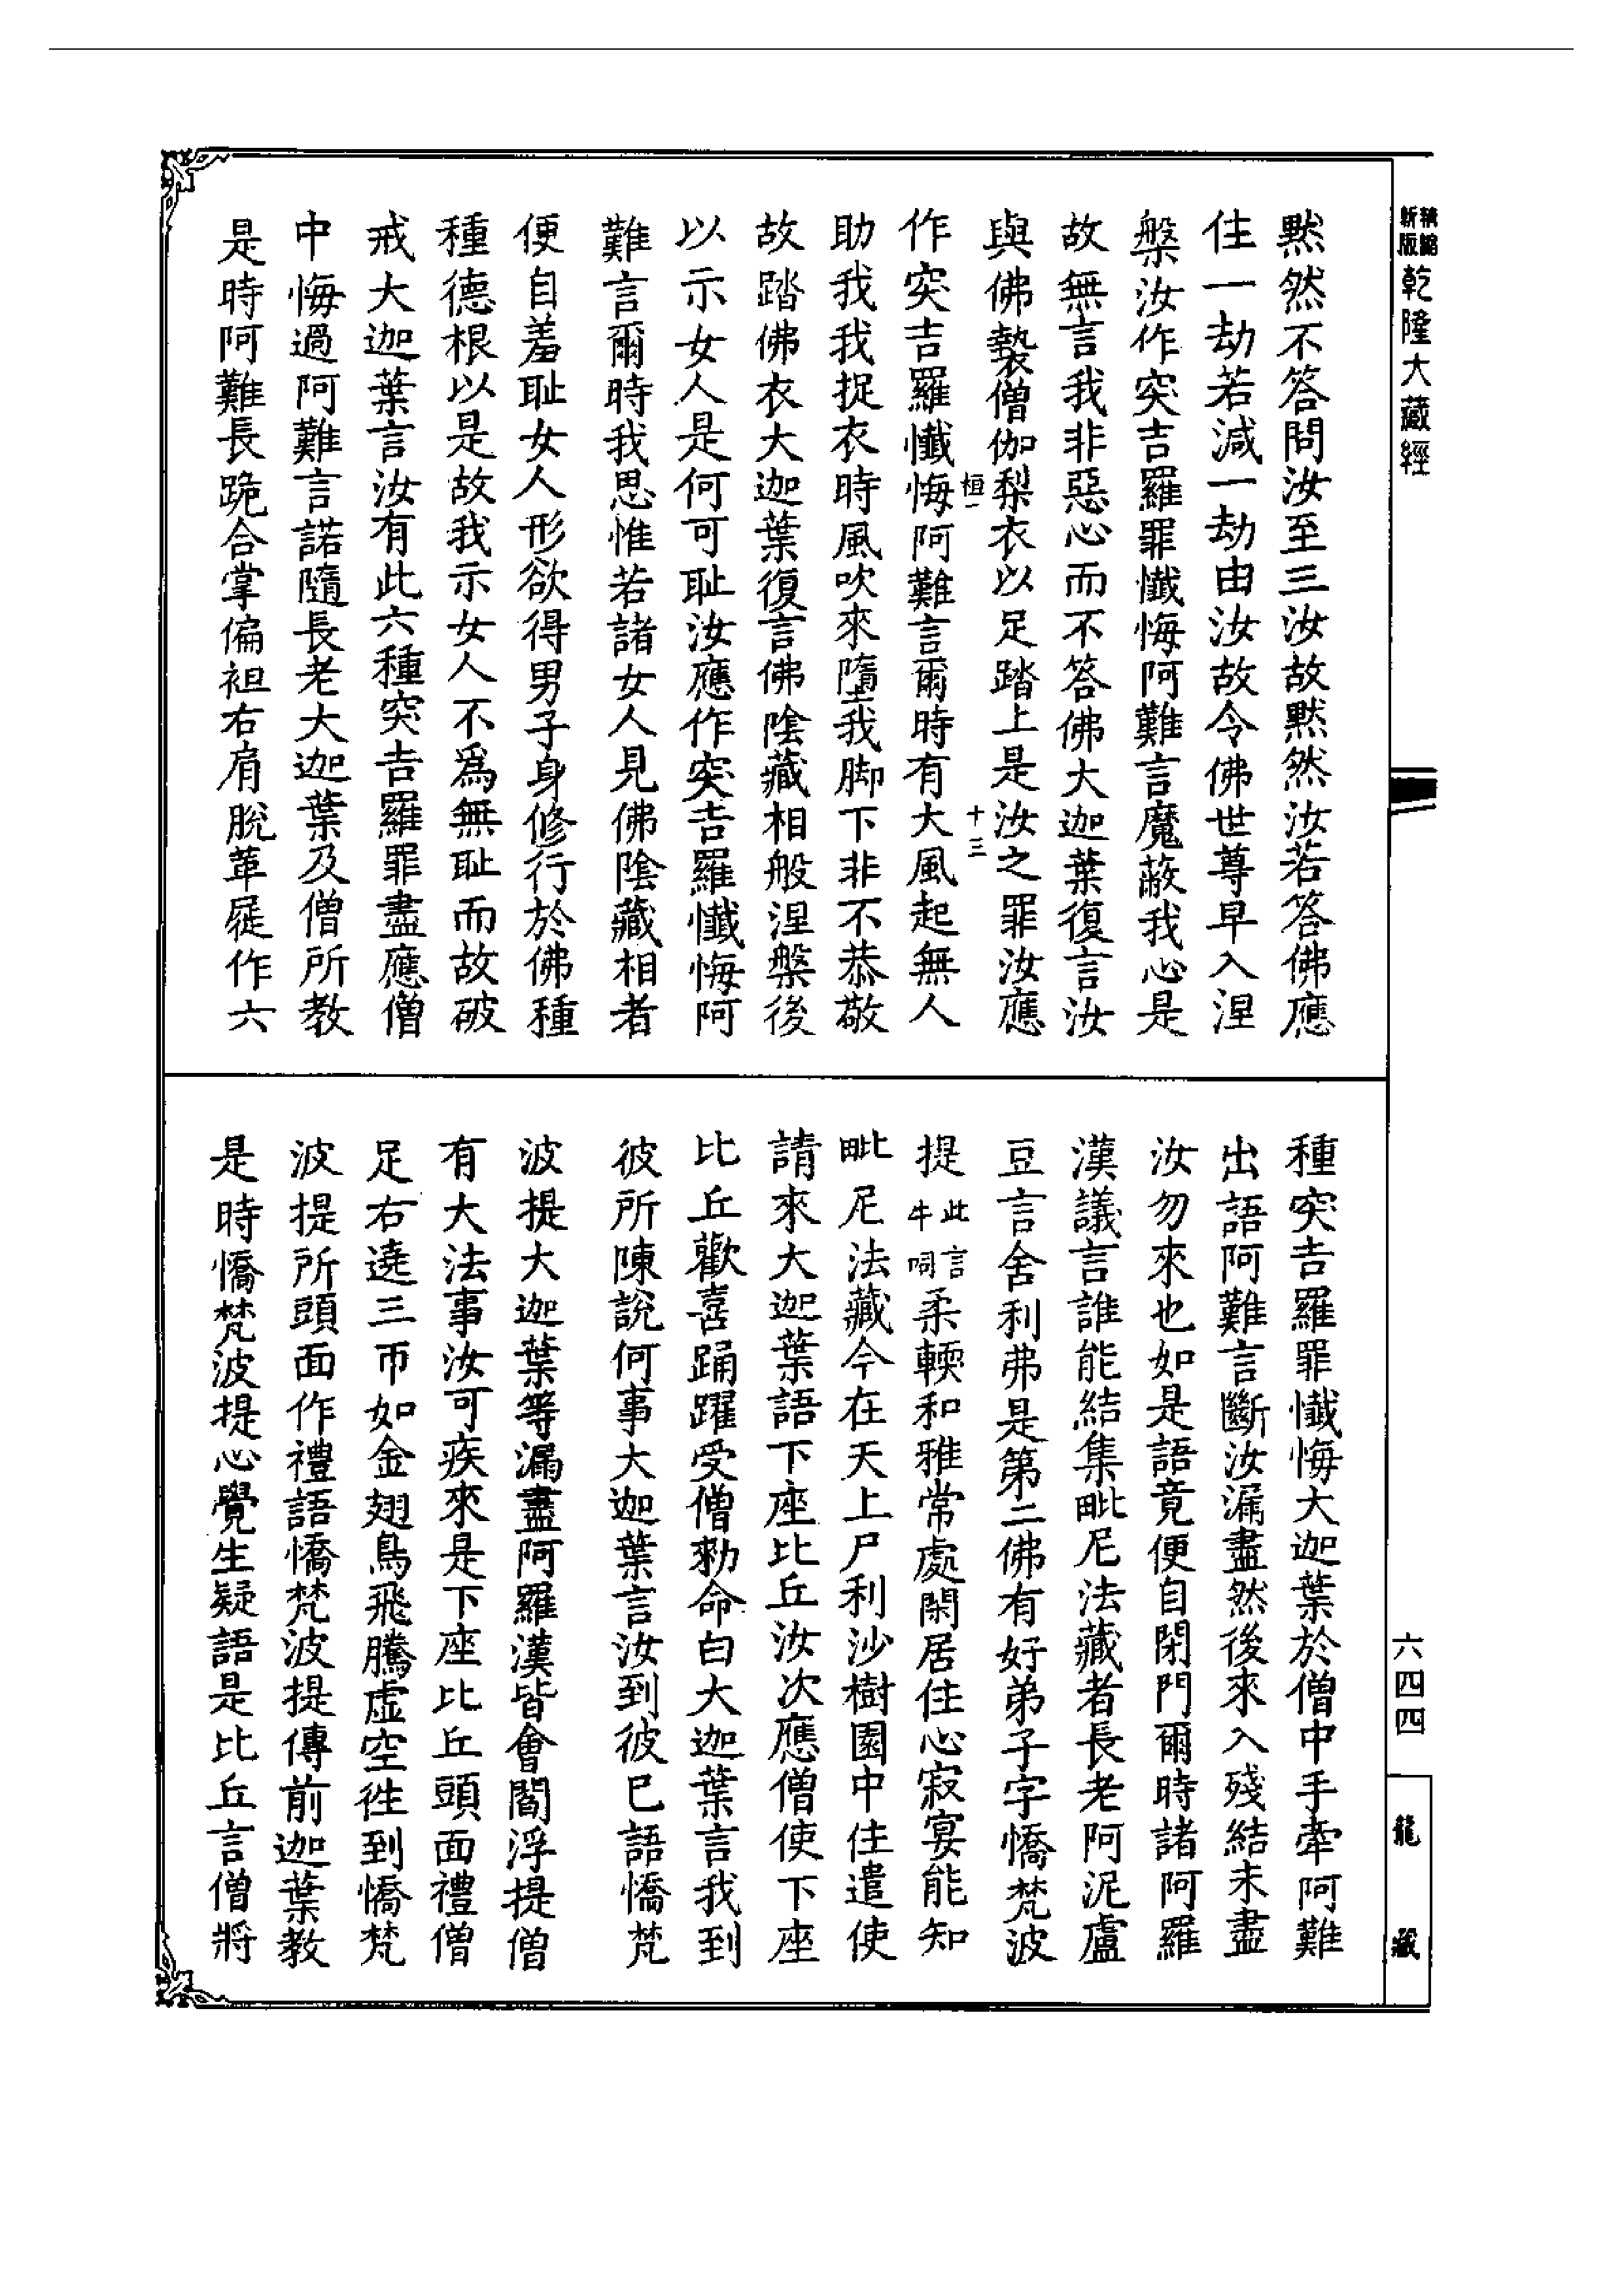 精縮新版乾隆大藏經
默然不答問汝至三汝故默然汝若答佛應
住一劫若減一劫由汝故令佛世尊早入涅
槃汝作突吉羅罪懺悔阿難言魔蔽我心是
故無言我非惡心而不答佛大迦葉復言汝
與佛褺僧伽梨衣以足踏上是汝之罪汝應
桓一 十三
作突吉羅懺悔阿難言爾時有大風起無人
助我我捉衣時風吹來墮我脚下非不恭敬
故踏佛衣大迦葉復言佛陰藏相般涅槃後
以示女人是何可耻汝應作突吉羅懺悔阿
難言爾時我思惟若諸女人見佛陰藏相者
便自羞耻女人形欲得男子身修行於佛種
種德根以是故我示女人不為無耻而故破
戒大迦葉言汝有此六種突吉羅罪盡應僧
中悔過阿難言諾隨長老大迦葉及僧所教
是時阿難長跪合掌偏袒右肩脫革屣作六
種突吉羅罪懺悔大迦葉於僧中手牽阿難
出語阿難言斷汝漏盡然後來入殘結未盡
汝勿來也如是語竟便自閉門爾時諸阿羅
漢議言誰能結集毗尼法藏者長老阿泥盧
豆言舍利弗是第二佛有好弟子字憍梵波
提此言牛呞柔輭和雅常處閑居住心寂宴能知
毗尼法藏今在天上尸利沙樹園中住遣使
請來大迦葉語下座比丘汝次應僧使下座
比丘歡喜踊躍受僧勑命白大迦葉言我到
彼所陳說何事大迦葉言汝到彼已語憍梵
波提大迦葉等漏盡阿羅漢皆會閻浮提僧
有大法事汝可疾來是下座比丘頭面禮僧
足右遶三帀如金翅鳥飛騰虛空徃到憍梵
波提所頭面作禮語憍梵波提傳前迦葉教
是時憍梵波提心覺生疑語是比丘言僧將
六四四
龍藏